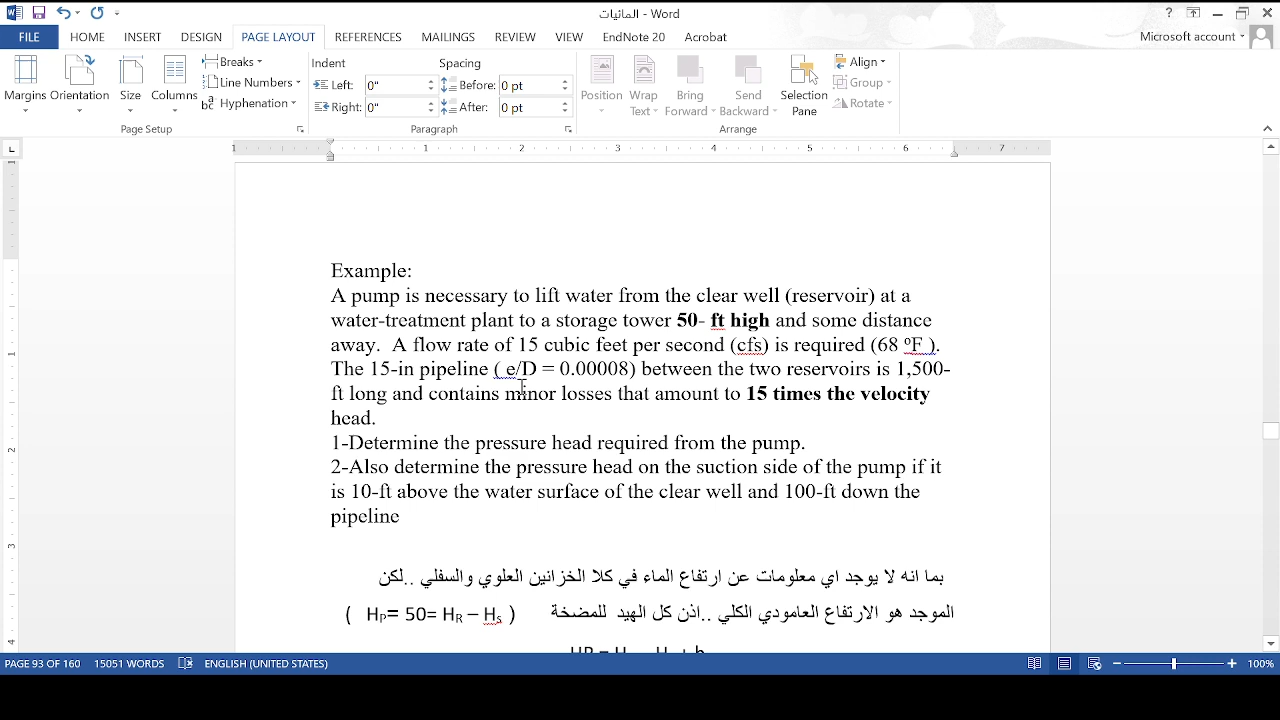 المائيات - Word
?
Microsoft account
FILE HOME INSERT DESIGN PAGE LAYOUT REFERENCES MAILINGS REVIEW VIEW EndNote 20 Acrobat
Margins Orientation Size Columns
Breaks
Line Numbers
Hyphenation
Page Setup
Indent
Left: 0"
Right: 0"
Spacing
Before: 0 pt
After: 0 pt
Paragraph
Position
Wrap Text
Bring Forward
Send Backward
Selection Pane
Align
Group
Rotate
Arrange
1 1 2 3 4 5 6 7
Example:
A pump is necessary to lift water from the clear well (reservoir) at a
water-treatment plant to a storage tower 50- ft high and some distance
away. A flow rate of 15 cubic feet per second (cfs) is required (68 ºF ).
The 15-in pipeline ( e/D = 0.00008) between the two reservoirs is 1,500-
ft long and contains minor losses that amount to 15 times the velocity
head.
1-Determine the pressure head required from the pump.
2-Also determine the pressure head on the suction side of the pump if it
is 10-ft above the water surface of the clear well and 100-ft down the
pipeline
بما انه لا يوجد اي معلومات عن ارتفاع الماء في كلا الخزانين العلوي والسفلي ..لكن
الموجد هو الارتفاع العامودي الكلي ..اذن كل الهيد للمضخة ( HP= 50= HR – Hs )
PAGE 93 OF 160 15051 WORDS ENGLISH (UNITED STATES) 100%